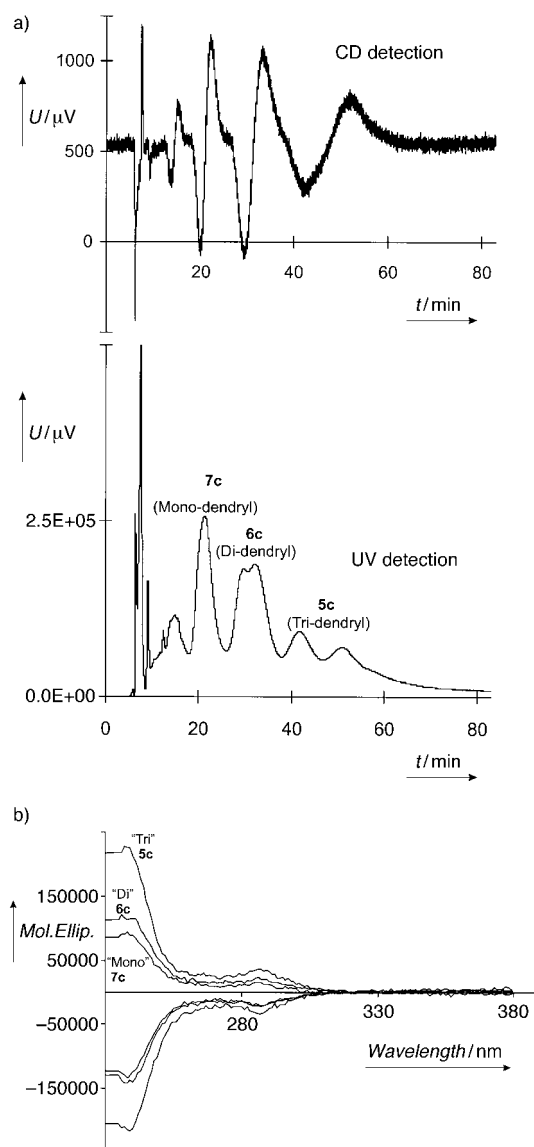 a)
CD detection
1000
U/µV
500
0
20
40
60
80
t/min
U/µV
7c
(Mono-dendryl)
6c
(Di-dendryl)
5c
(Tri-dendryl)
UV detection
2.5E+05
0.0E+00
0
20
40
60
80
t/min
b)
"Tri"
5c
150000
"Di"
6c
Mol.Ellip.
50000
"Mono"
7c
-50000
280
330
380
Wavelength/nm
-150000